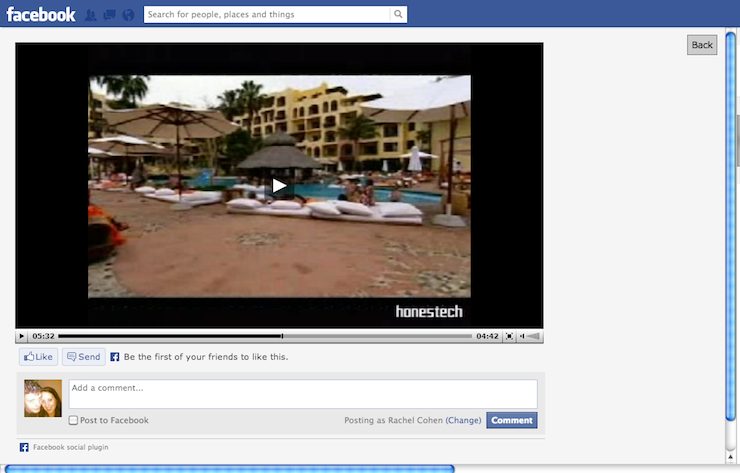 facebook
Search for people, places and things
Back
honestech
05:32
04:42
Like
Send
Be the first of your friends to like this.
Add a comment...
Post to Facebook
Posting as Rachel Cohen (Change)
Comment
Facebook social plugin